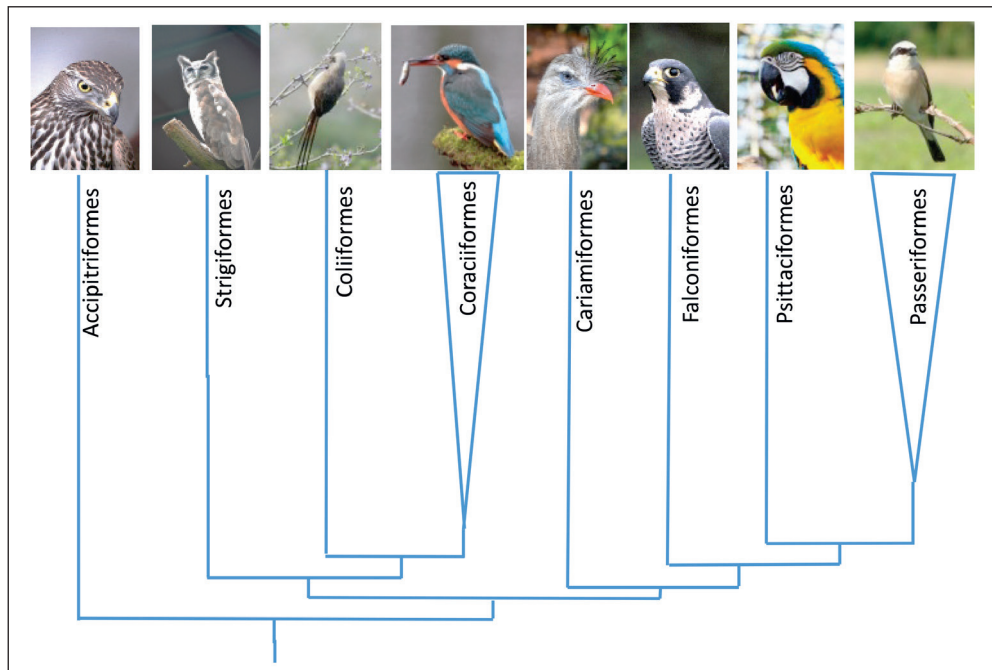 Accipitriformes
Strigiformes
Coliiformes
Coraciiformes
Cariamiformes
Falconiformes
Psittaciformes
Passeriformes